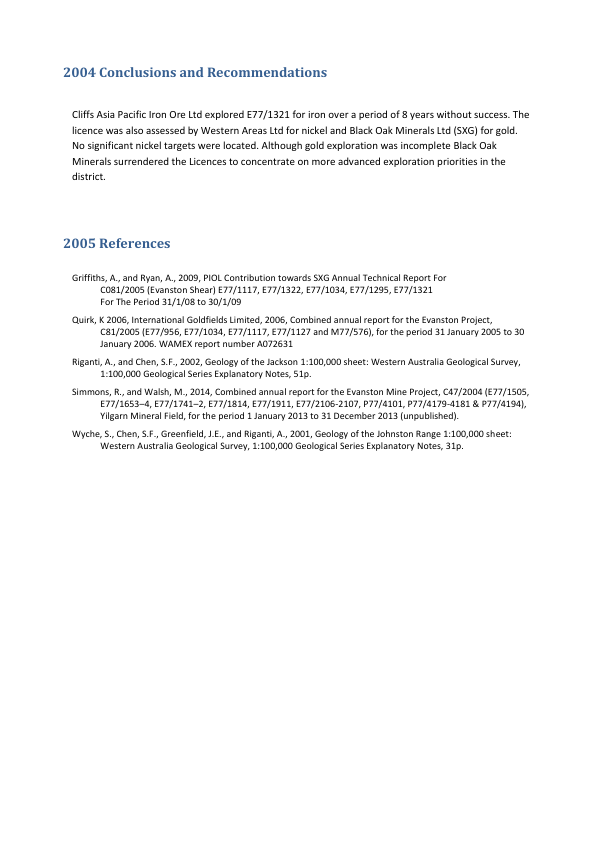 2004 Conclusions and Recommendations
Cliffs Asia Pacific Iron Ore Ltd explored E77/1321 for iron over a period of 8 years without success. The
licence was also assessed by Western Areas Ltd for nickel and Black Oak Minerals Ltd (SXG) for gold.
No significant nickel targets were located. Although gold exploration was incomplete Black Oak
Minerals surrendered the Licences to concentrate on more advanced exploration priorities in the
district.
2005 References
Griffiths, A., and Ryan, A., 2009, PIOL Contribution towards SXG Annual Technical Report For
C081/2005 (Evanston Shear) E77/1117, E77/1322, E77/1034, E77/1295, E77/1321
For The Period 31/1/08 to 30/1/09
Quirk, K 2006, International Goldfields Limited, 2006, Combined annual report for the Evanston Project,
C81/2005 (E77/956, E77/1034, E77/1117, E77/1127 and M77/576), for the period 31 January 2005 to 30
January 2006. WAMEX report number A072631
Riganti, A., and Chen, S.F., 2002, Geology of the Jackson 1:100,000 sheet: Western Australia Geological Survey,
1:100,000 Geological Series Explanatory Notes, 51p.
Simmons, R., and Walsh, M., 2014, Combined annual report for the Evanston Mine Project, C47/2004 (E77/1505,
E77/1653–4, E77/1741–2, E77/1814, E77/1911, E77/2106-2107, P77/4101, P77/4179-4181 & P77/4194),
Yilgarn Mineral Field, for the period 1 January 2013 to 31 December 2013 (unpublished).
Wyche, S., Chen, S.F., Greenfield, J.E., and Riganti, A., 2001, Geology of the Johnston Range 1:100,000 sheet:
Western Australia Geological Survey, 1:100,000 Geological Series Explanatory Notes, 31p.